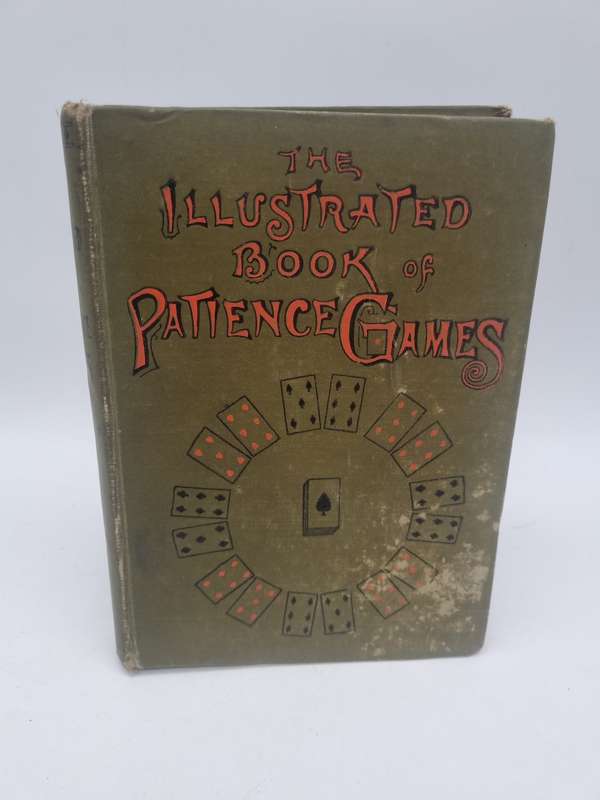 THE
ILLUSTRATED
BOOK OF
PATIENCE GAMES